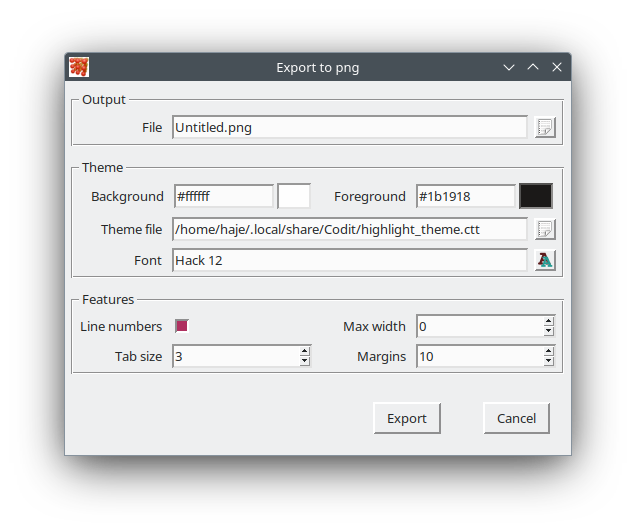 Export to png
Output
File Untitled.png
Theme
Background #ffffff Foreground #1b1918
Theme file /home/haje/.local/share/Codit/highlight_theme.ctt
Font Hack 12
Features
Line numbers Max width 0
Tab size 3 Margins 10
Export Cancel